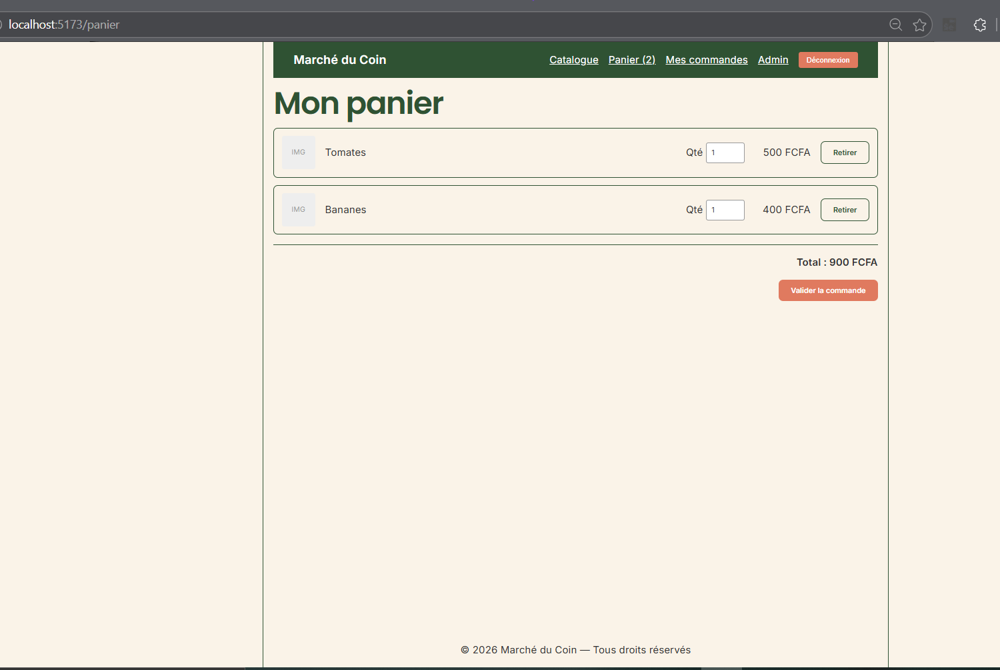 localhost:5173/panier
Marché du Coin Catalogue Panier (2) Mes commandes Admin Déconnexion
Mon panier
IMG Tomates Qté 1 500 FCFA Retirer
IMG Bananes Qté 1 400 FCFA Retirer
Total : 900 FCFA
Valider la commande
© 2026 Marché du Coin — Tous droits réservés